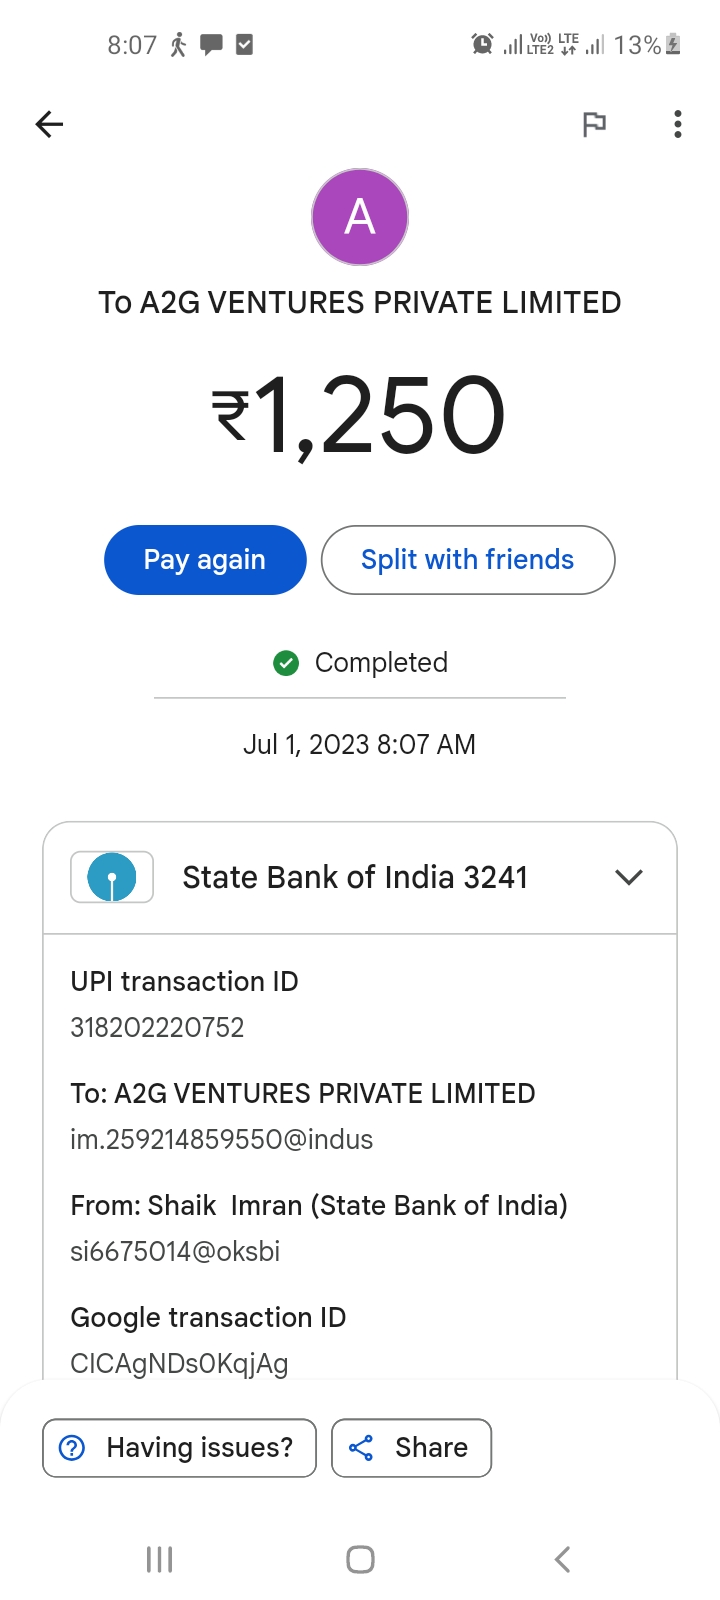 8:07 Vo)) LTE LTE2 13%
A
To A2G VENTURES PRIVATE LIMITED
₹1,250
Pay again Split with friends
Completed
Jul 1, 2023 8:07 AM
State Bank of India 3241
UPI transaction ID
318202220752
To: A2G VENTURES PRIVATE LIMITED
im.259214859550@indus
From: Shaik Imran (State Bank of India)
si6675014@oksbi
Google transaction ID
CICAgNDs0KqjAg
Having issues? Share